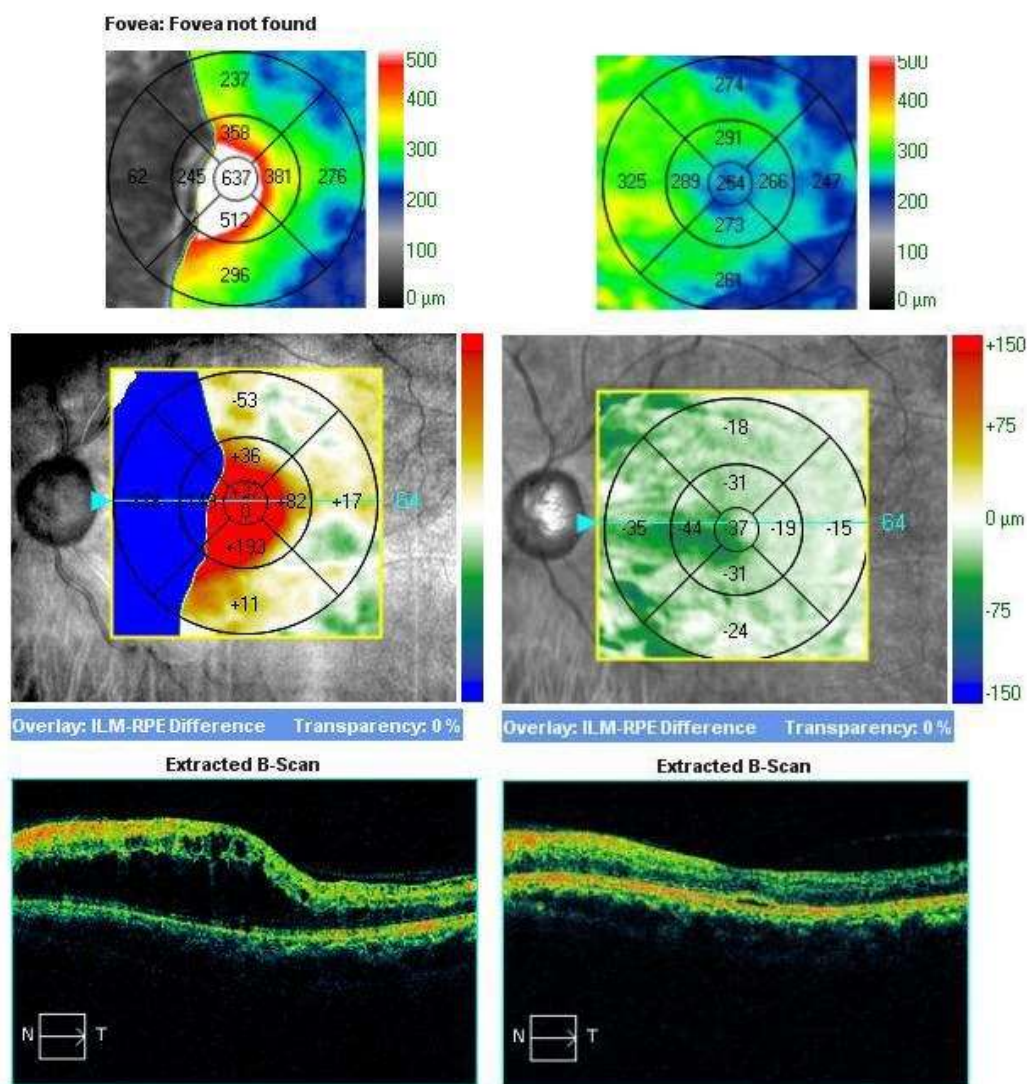 Fovea: Fovea not found
500
400
300
200
100
0 µm
237
358
62 245 637 381 276
512
296
500
400
300
200
100
0 µm
274
291
325 289 264 266 247
273
261
-53
+36
+82 +17 64
+193
+11
+150
+75
0 µm
-75
-150
-18
-31
-35 -44 -37 -19 -15 64
-31
-24
Overlay: ILM-RPE Difference Transparency: 0 %
Overlay: ILM-RPE Difference Transparency: 0 %
Extracted B-Scan
Extracted B-Scan
N T
N T